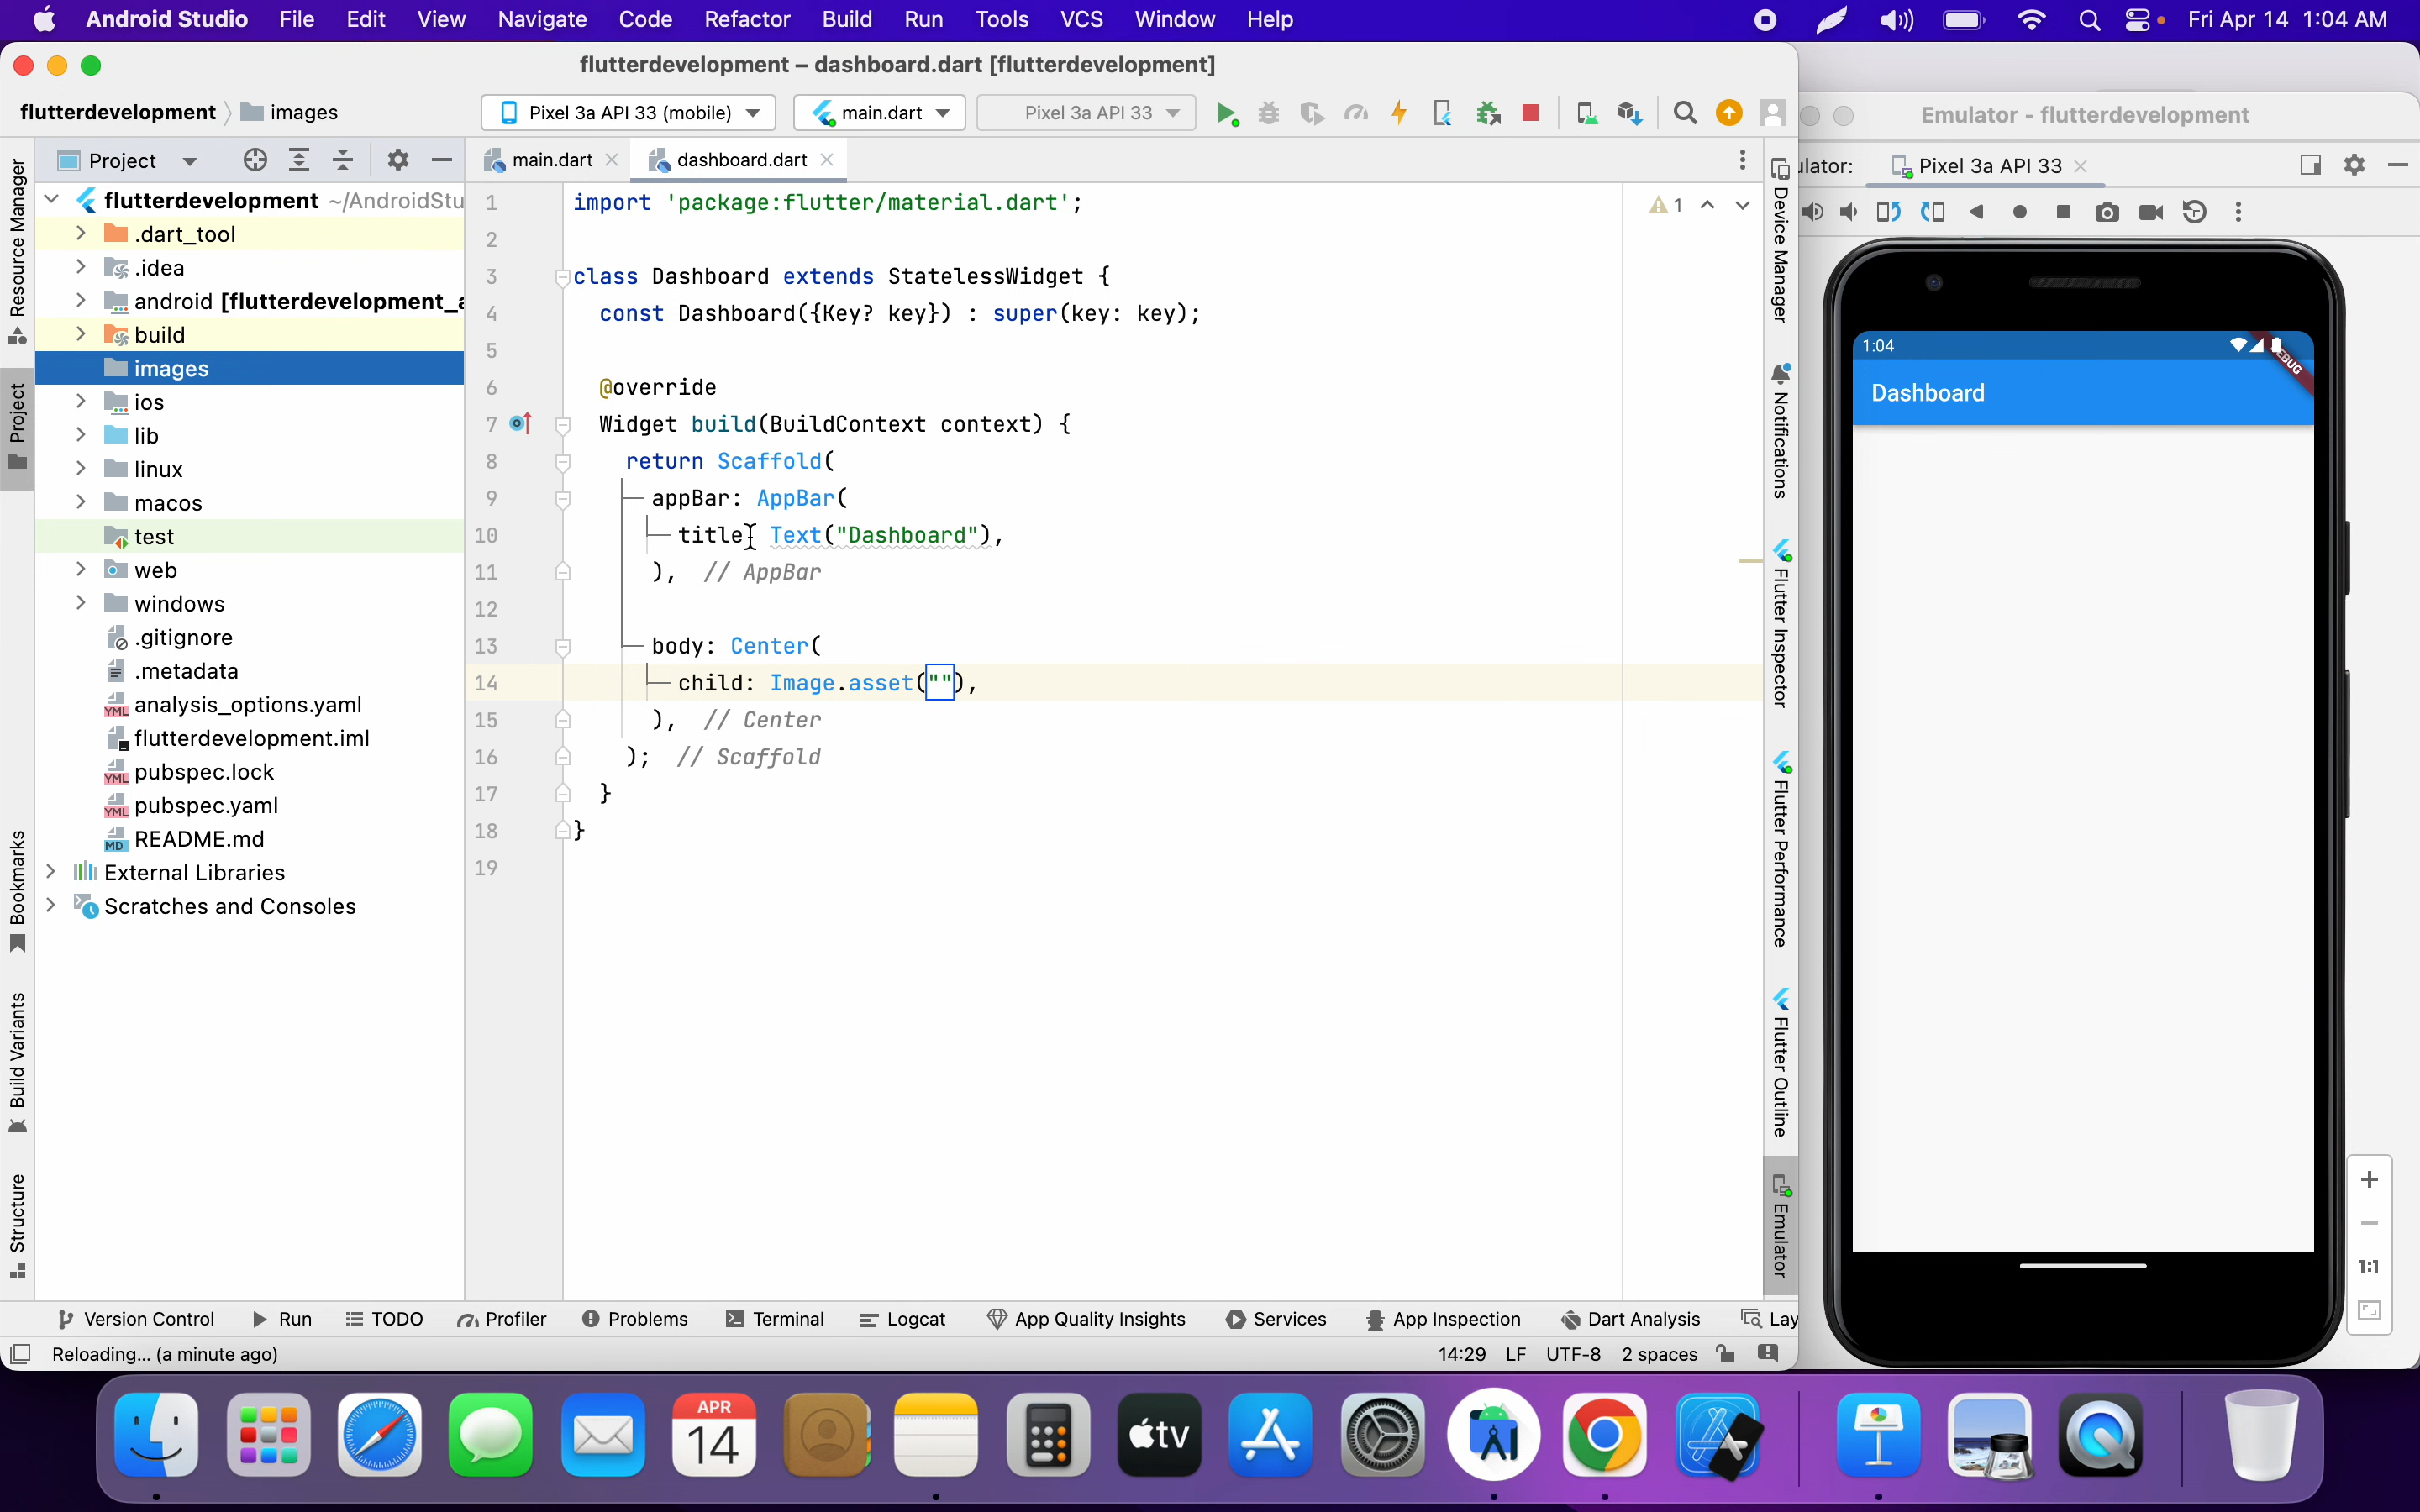 Android Studio File Edit View Navigate Code Refactor Build Run Tools VCS Window Help Fri Apr 14 1:04 AM
flutterdevelopment – dashboard.dart [flutterdevelopment]
flutterdevelopment images Pixel 3a API 33 (mobile) main.dart Pixel 3a API 33
Project main.dart dashboard.dart
flutterdevelopment ~/AndroidStu
.dart_tool
.idea
android [flutterdevelopment_a
build
images
ios
lib
linux
macos
test
web
windows
.gitignore
.metadata
analysis_options.yaml
flutterdevelopment.iml
pubspec.lock
pubspec.yaml
README.md
External Libraries
Scratches and Consoles
Resource Manager
Project
Bookmarks
Build Variants
Structure
1 import 'package:flutter/material.dart';
2
3 class Dashboard extends StatelessWidget {
4 const Dashboard({Key? key}) : super(key: key);
5
6 @override
7 Widget build(BuildContext context) {
8 return Scaffold(
9 appBar: AppBar(
10 title: Text("Dashboard"),
11 ), // AppBar
12
13 body: Center(
14 child: Image.asset(""),
15 ), // Center
16 ); // Scaffold
17 }
18 }
19
1
Device Manager
Notifications
Flutter Inspector
Flutter Performance
Flutter Outline
Emulator
Emulator - flutterdevelopment
ulator: Pixel 3a API 33
1:04
Dashboard
1:1
Version Control Run TODO Profiler Problems Terminal Logcat App Quality Insights Services App Inspection Dart Analysis Lay
Reloading... (a minute ago) 14:29 LF UTF-8 2 spaces
APR
14
tv